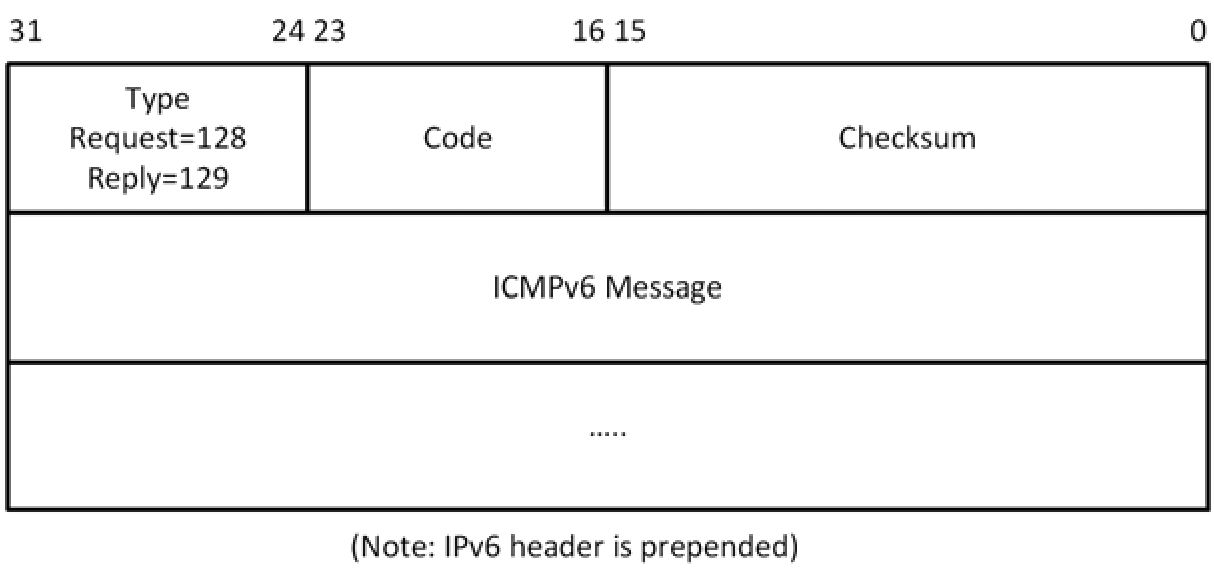 31 24 23 16 15 0
Type
Request=128
Reply=129
Code
Checksum
ICMPv6 Message
.....
(Note: IPv6 header is prepended)